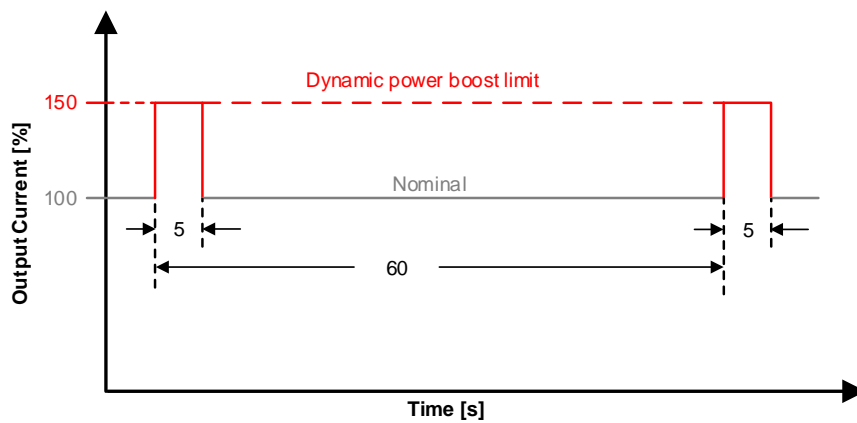 Dynamic power boost limit
150
Nominal
100
5
5
60
Output Current [%]
Time [s]